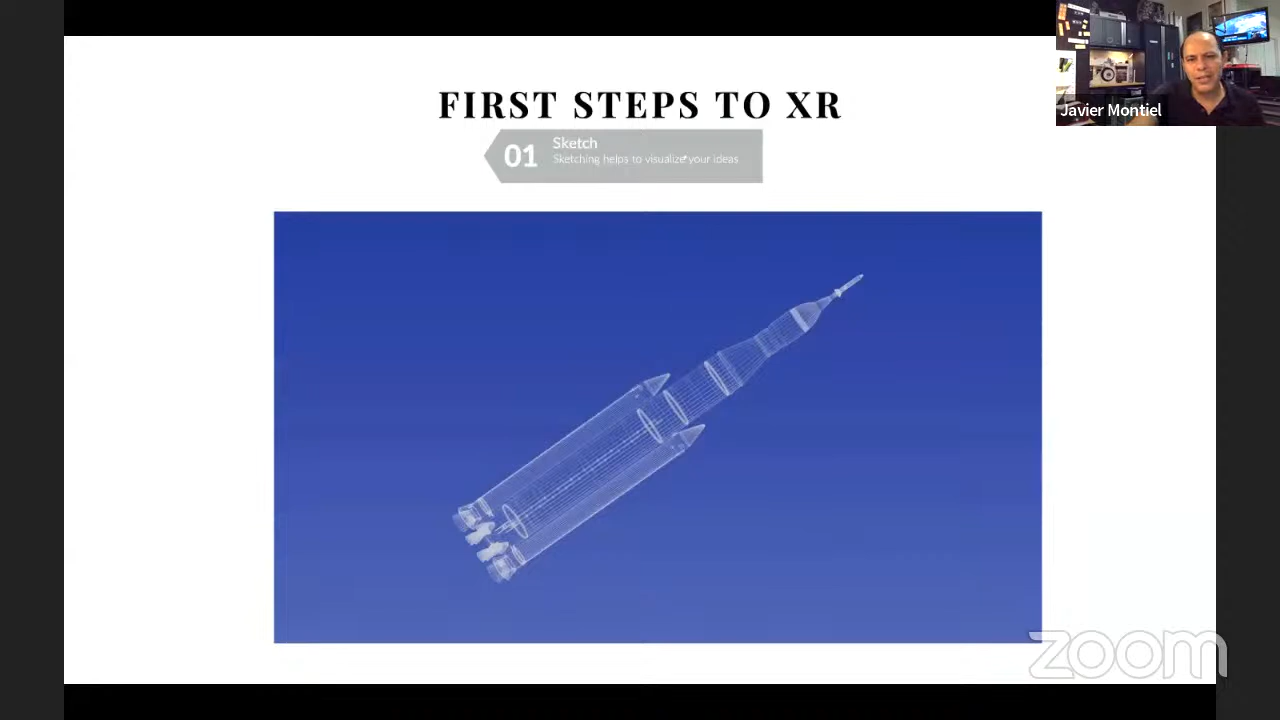 FIRST STEPS TO XR
01
Sketch
Sketching helps to visualize your ideas
Javier Montiel
zoom